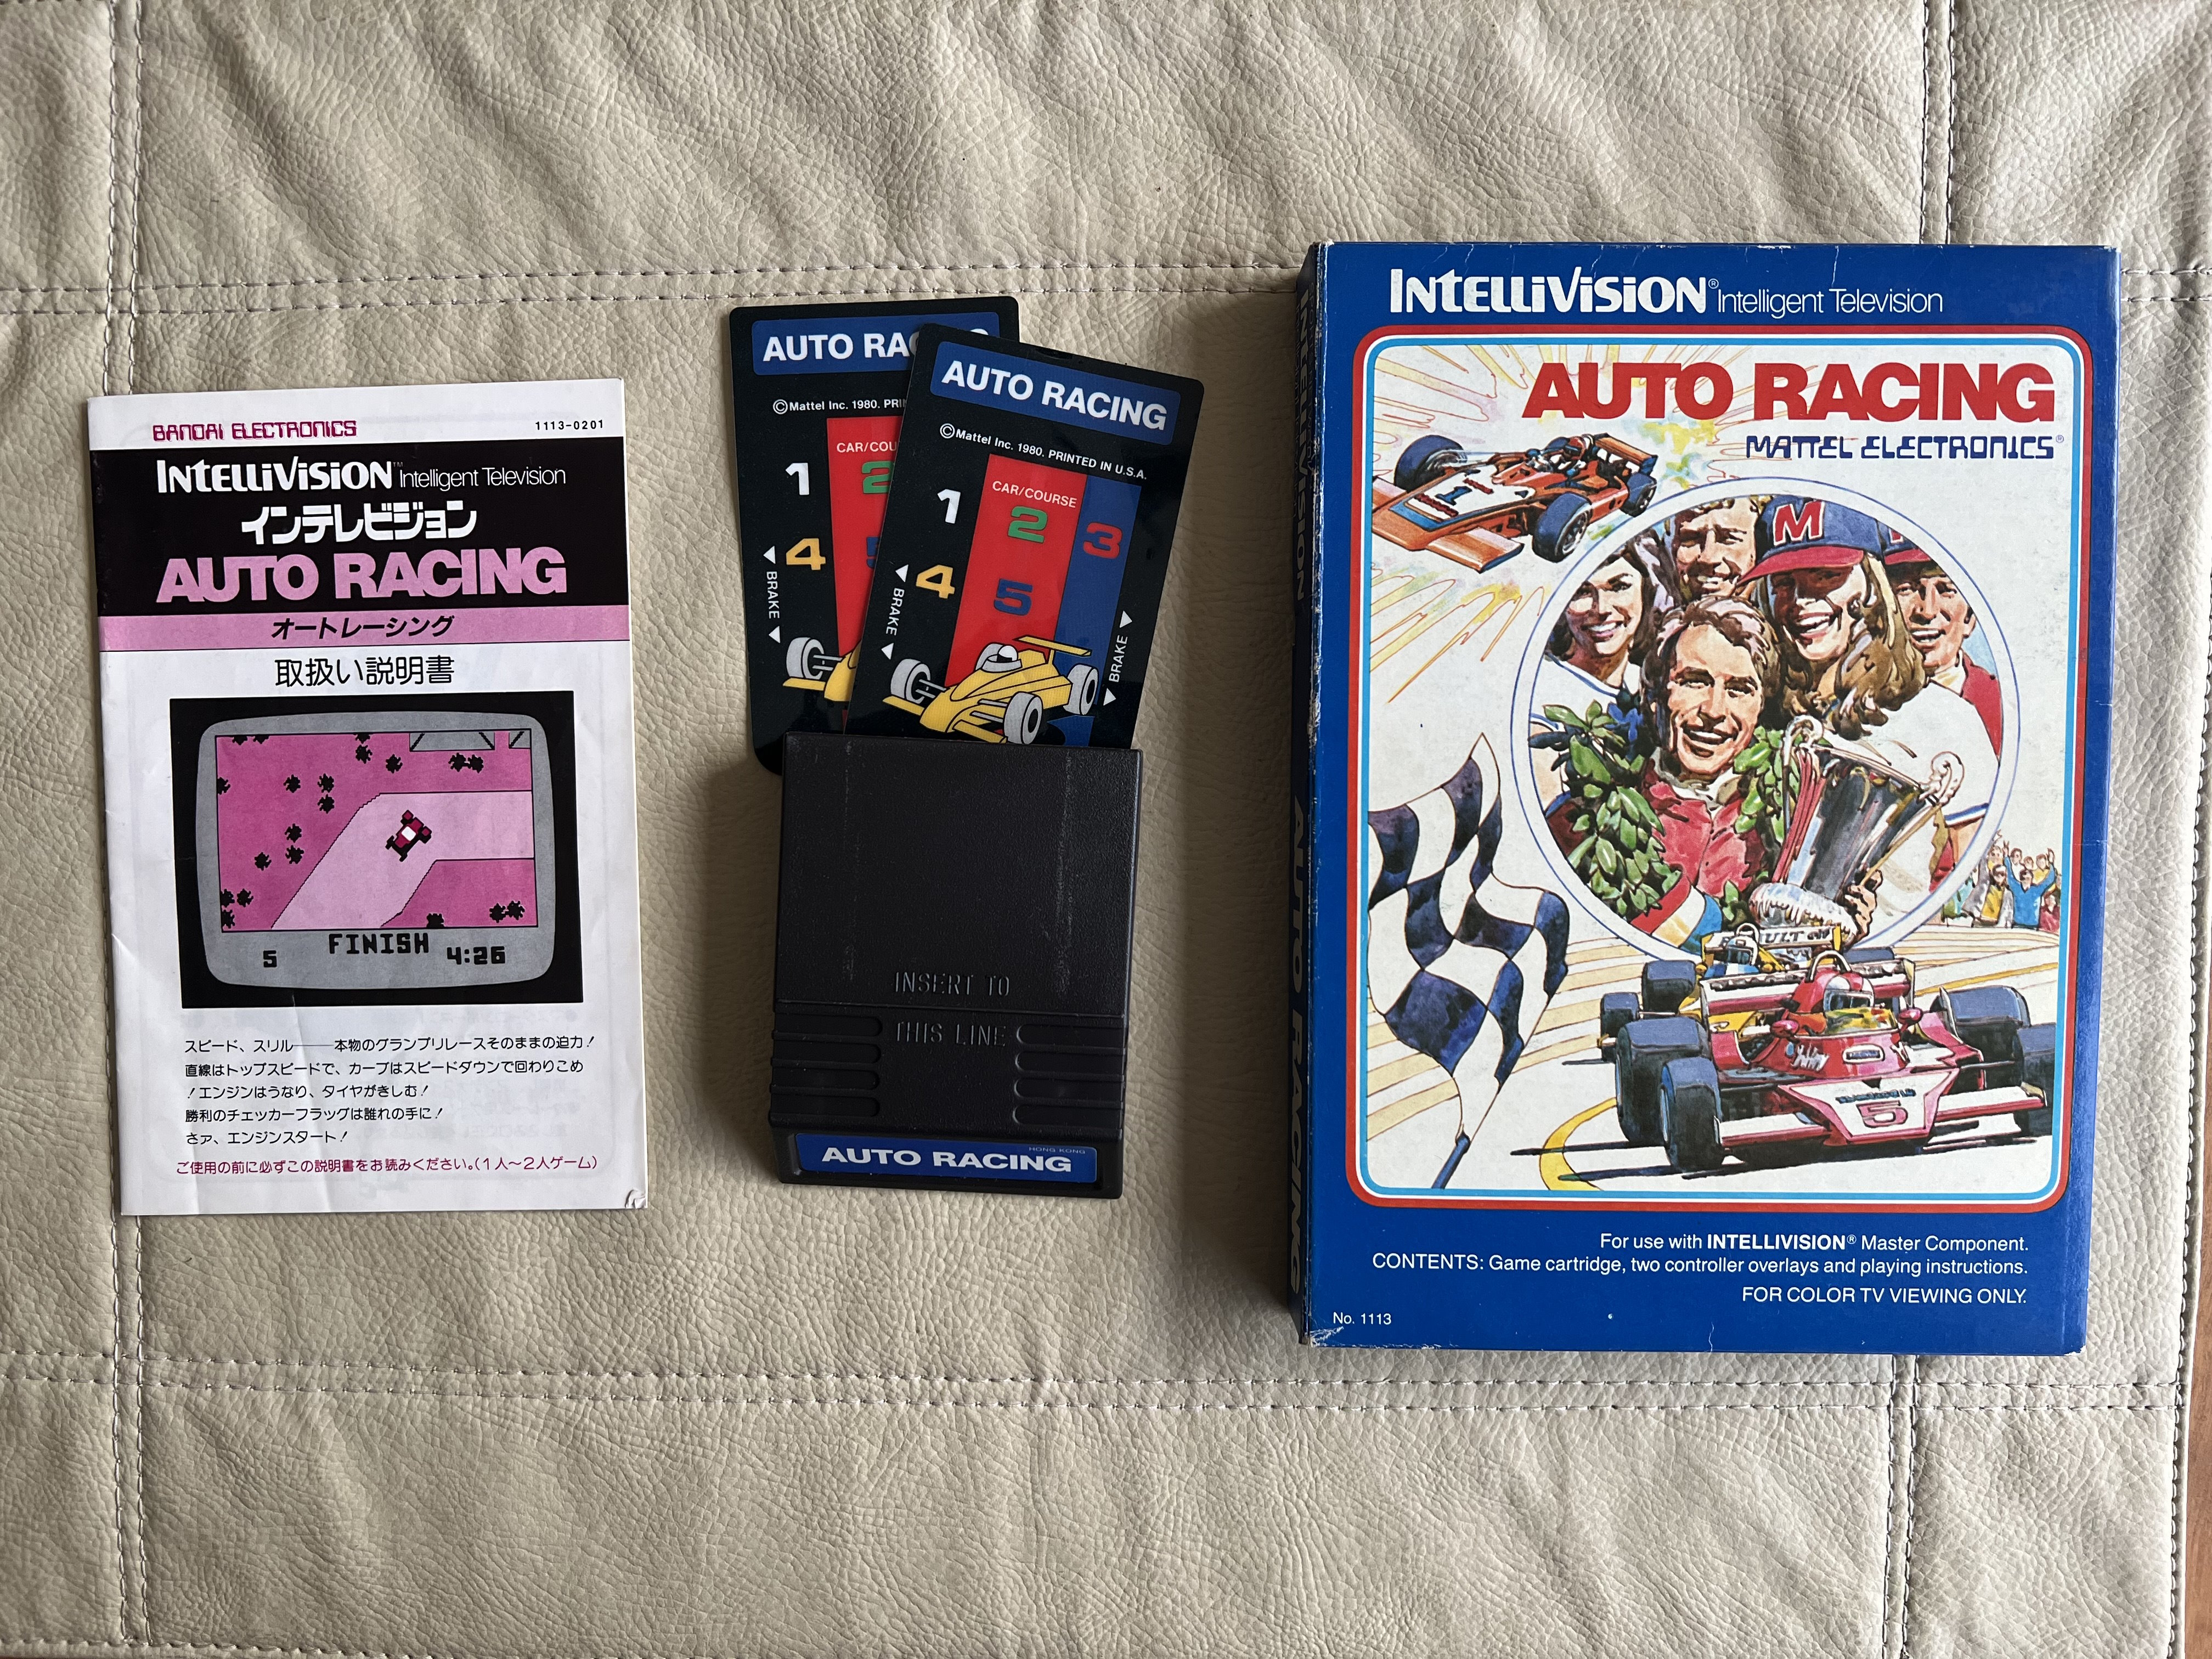 BANDAI ELECTRONICS
1113-0201
INTELLIVISION™ Intelligent Television
インテレビジョン
AUTO RACING
オートレーシング
取扱い説明書
5
FINISH
4:26
スピード、スリル——本物のグランプリレースそのままの迫力!
直線はトップスピードで、カーブはスピードダウンで回わりこめ
!エンジンはうなり、タイヤがきしむ!
勝利のチェッカーフラッグは誰れの手に!
さァ、エンジンスタート!
ご使用の前に必ずこの説明書をお読みください。(1人〜2人ゲーム)
AUTO RAC
©Mattel Inc. 1980.
CAR/COU
1
2
4
5
BRAKE
AUTO RACING
©Mattel Inc. 1980. PRINTED IN U.S.A.
CAR/COURSE
1
2
3
4
5
BRAKE
BRAKE
INSERT TO
THIS LINE
HONG KONG
AUTO RACING
INTELLIVISION
AUTO RACING
INTELLIVISION® Intelligent Television
AUTO RACING
MATTEL ELECTRONICS®
1
M
5
For use with INTELLIVISION® Master Component.
CONTENTS: Game cartridge, two controller overlays and playing instructions.
FOR COLOR TV VIEWING ONLY.
No. 1113